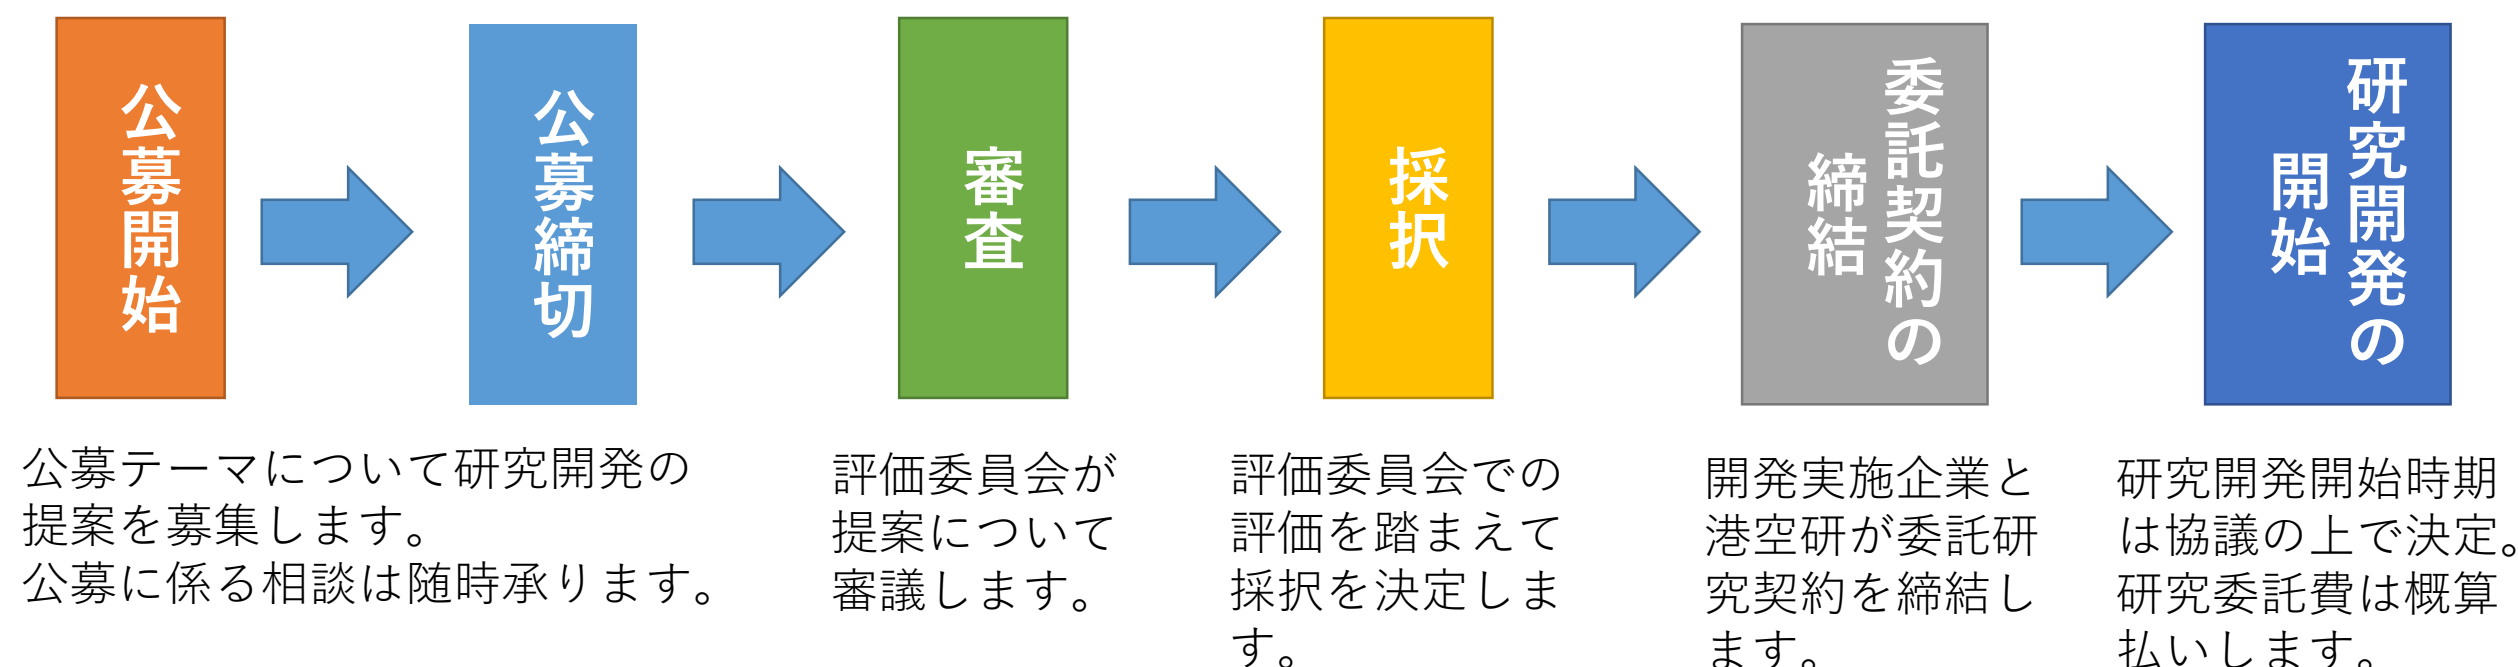 公募開始
公募締切
審査
採択
委託契約の
締結
研究開発の
開始
公募テーマについて研究開発の
提案を募集します。
公募に係る相談は随時承ります。
評価委員会が
提案について
審議します。
評価委員会での
評価を踏まえて
採択を決定しま
す。
開発実施企業と
港空研が委託研
究契約を締結し
ます。
研究開発開始時期
は協議の上で決定。
研究委託費は概算
払いします。